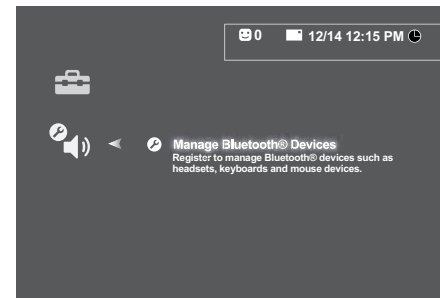 0 12/14 12:15 PM
Manage Bluetooth® Devices
Register to manage Bluetooth® devices such as
headsets, keyboards and mouse devices.